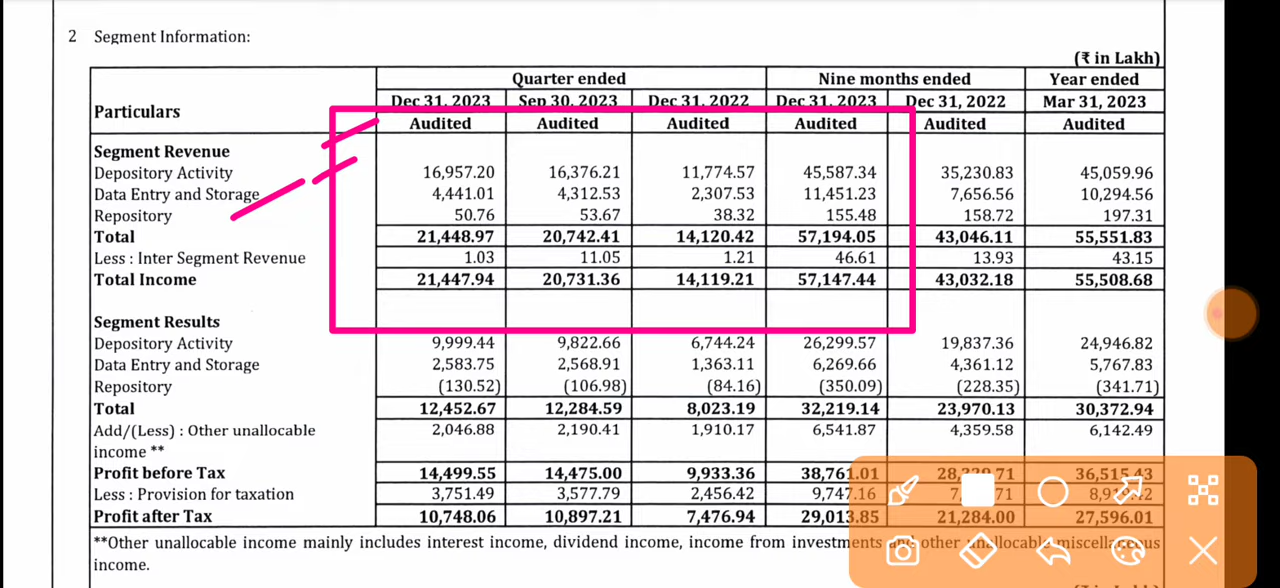 2 Segment Information:
(₹ in Lakh)
Particulars Quarter ended Nine months ended Year ended
Dec 31, 2023 Sep 30, 2023 Dec 31, 2022 Dec 31, 2023 Dec 31, 2022 Mar 31, 2023
Audited Audited Audited Audited Audited Audited
Segment Revenue
Depository Activity 16,957.20 16,376.21 11,774.57 45,587.34 35,230.83 45,059.96
Data Entry and Storage 4,441.01 4,312.53 2,307.53 11,451.23 7,656.56 10,294.56
Repository 50.76 53.67 38.32 155.48 158.72 197.31
Total 21,448.97 20,742.41 14,120.42 57,194.05 43,046.11 55,551.83
Less : Inter Segment Revenue 1.03 11.05 1.21 46.61 13.93 43.15
Total Income 21,447.94 20,731.36 14,119.21 57,147.44 43,032.18 55,508.68
Segment Results
Depository Activity 9,999.44 9,822.66 6,744.24 26,299.57 19,837.36 24,946.82
Data Entry and Storage 2,583.75 2,568.91 1,363.11 6,269.66 4,361.12 5,767.83
Repository (130.52) (106.98) (84.16) (350.09) (228.35) (341.71)
Total 12,452.67 12,284.59 8,023.19 32,219.14 23,970.13 30,372.94
Add/(Less) : Other unallocable 2,046.88 2,190.41 1,910.17 6,541.87 4,359.58 6,142.49
income **
Profit before Tax 14,499.55 14,475.00 9,933.36 38,761.01 36,515.43
Less : Provision for taxation 3,751.49 3,577.79 2,456.42 9,747.16
Profit after Tax 10,748.06 10,897.21 7,476.94 29,013.85 21,284.00 27,596.01
**Other unallocable income mainly includes interest income, dividend income, income from investments and other unallocable miscellaneous
income.